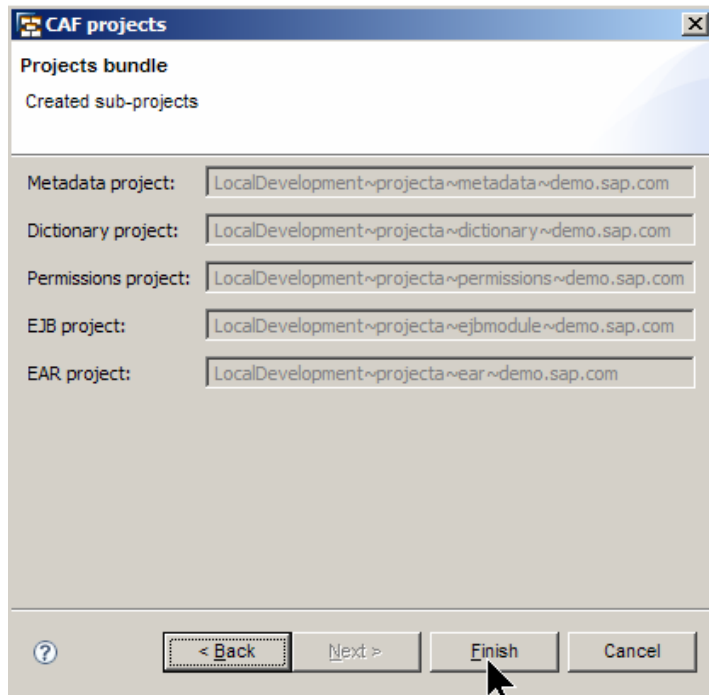 CAF projects
Projects bundle
Created sub-projects
Metadata project: LocalDevelopment~projecta~metadata~demo.sap.com
Dictionary project: LocalDevelopment~projecta~dictionary~demo.sap.com
Permissions project: LocalDevelopment~projecta~permissions~demo.sap.com
EJB project: LocalDevelopment~projecta~ejbmodule~demo.sap.com
EAR project: LocalDevelopment~projecta~ear~demo.sap.com
? < Back Next > Finish Cancel